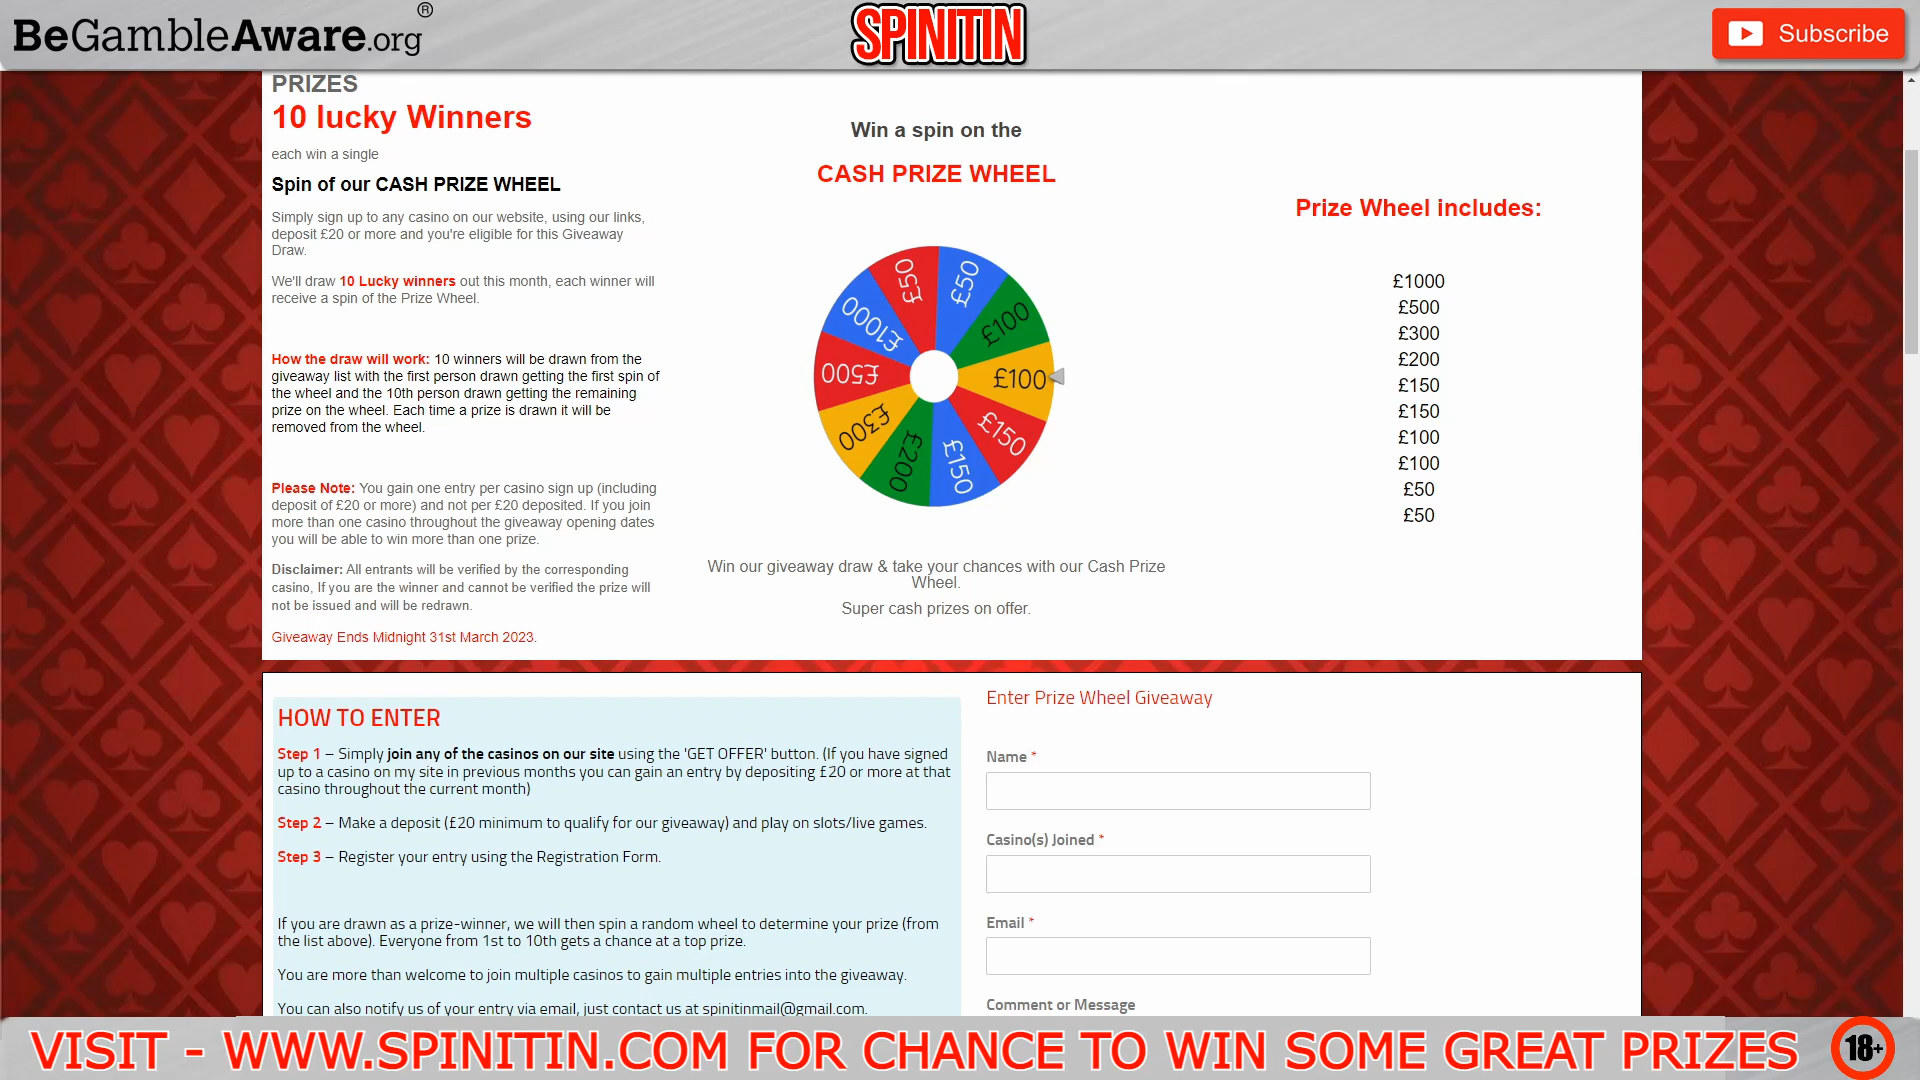 BeGambleAware.org®
SPINITIN
Subscribe
PRIZES
10 lucky Winners
each win a single
Spin of our CASH PRIZE WHEEL
Simply sign up to any casino on our website, using our links,
deposit £20 or more and you're eligible for this Giveaway
Draw.
We'll draw 10 Lucky winners out this month, each winner will
receive a spin of the Prize Wheel.
How the draw will work: 10 winners will be drawn from the
giveaway list with the first person drawn getting the first spin of
the wheel and the 10th person drawn getting the remaining
prize on the wheel. Each time a prize is drawn it will be
removed from the wheel.
Please Note: You gain one entry per casino sign up (including
deposit of £20 or more) and not per £20 deposited. If you join
more than one casino throughout the giveaway opening dates
you will be able to win more than one prize.
Disclaimer: All entrants will be verified by the corresponding
casino, If you are the winner and cannot be verified the prize will
not be issued and will be redrawn.
Giveaway Ends Midnight 31st March 2023.
Win a spin on the
CASH PRIZE WHEEL
£50
£50
£100
£100
£150
£150
£200
£300
£500
£1000
Win our giveaway draw & take your chances with our Cash Prize
Wheel.
Super cash prizes on offer.
Prize Wheel includes:
£1000
£500
£300
£200
£150
£150
£100
£100
£50
£50
HOW TO ENTER
Step 1 – Simply join any of the casinos on our site using the 'GET OFFER' button. (If you have signed
up to a casino on my site in previous months you can gain an entry by depositing £20 or more at that
casino throughout the current month)
Step 2 – Make a deposit (£20 minimum to qualify for our giveaway) and play on slots/live games.
Step 3 – Register your entry using the Registration Form.
If you are drawn as a prize-winner, we will then spin a random wheel to determine your prize (from
the list above). Everyone from 1st to 10th gets a chance at a top prize.
You are more than welcome to join multiple casinos to gain multiple entries into the giveaway.
You can also notify us of your entry via email, just contact us at spinitinmail@gmail.com.
Enter Prize Wheel Giveaway
Name *
Casino(s) Joined *
Email *
Comment or Message
VISIT - WWW.SPINITIN.COM FOR CHANCE TO WIN SOME GREAT PRIZES
18+